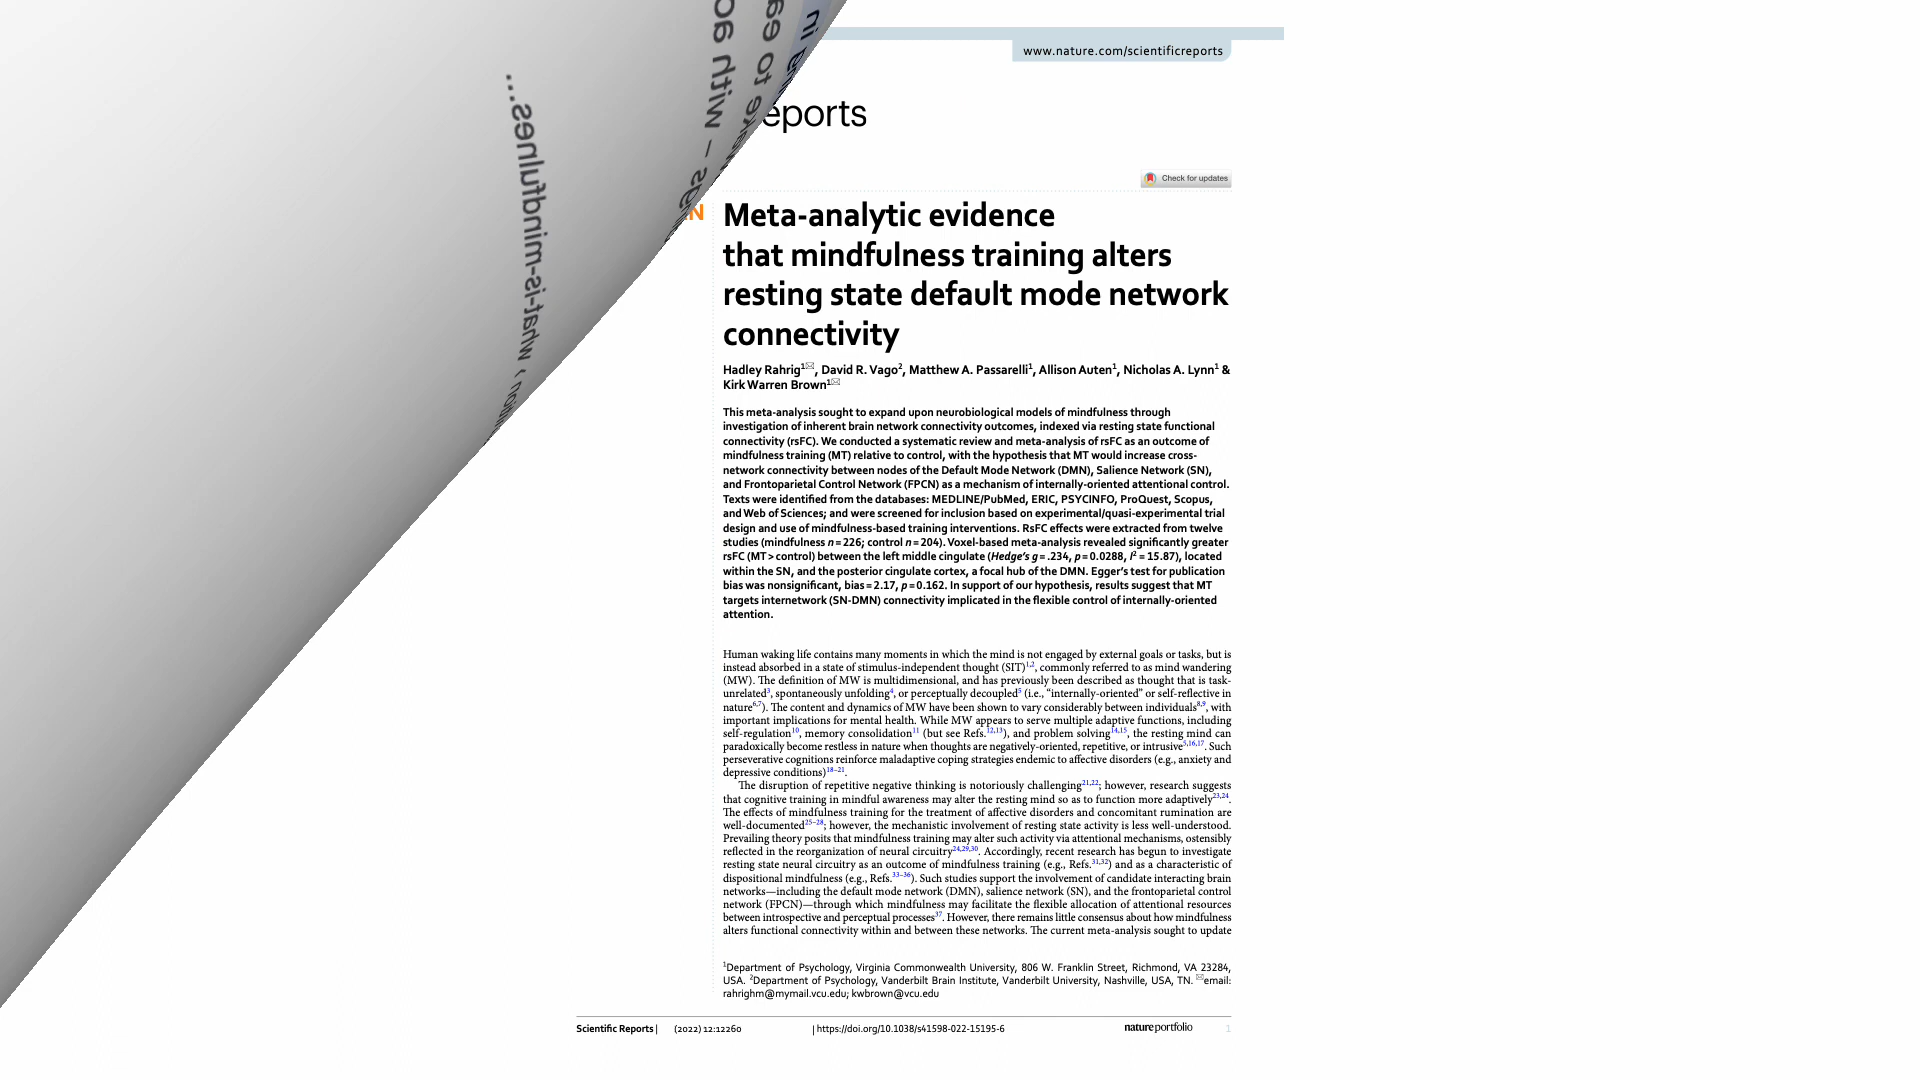 www.nature.com/scientificreports
eports
Check for updates
N
Meta-analytic evidence
that mindfulness training alters
resting state default mode network
connectivity
Hadley Rahrig1✉, David R. Vago2, Matthew A. Passarelli1, Allison Auten1, Nicholas A. Lynn1 &
Kirk Warren Brown1✉
This meta-analysis sought to expand upon neurobiological models of mindfulness through
investigation of inherent brain network connectivity outcomes, indexed via resting state functional
connectivity (rsFC). We conducted a systematic review and meta-analysis of rsFC as an outcome of
mindfulness training (MT) relative to control, with the hypothesis that MT would increase cross-
network connectivity between nodes of the Default Mode Network (DMN), Salience Network (SN),
and Frontoparietal Control Network (FPCN) as a mechanism of internally-oriented attentional control.
Texts were identified from the databases: MEDLINE/PubMed, ERIC, PSYCINFO, ProQuest, Scopus,
and Web of Sciences; and were screened for inclusion based on experimental/quasi-experimental trial
design and use of mindfulness-based training interventions. RsFC effects were extracted from twelve
studies (mindfulness n = 226; control n = 204). Voxel-based meta-analysis revealed significantly greater
rsFC (MT > control) between the left middle cingulate (Hedge's g = .234, p = 0.0288, I2 = 15.87), located
within the SN, and the posterior cingulate cortex, a focal hub of the DMN. Egger's test for publication
bias was nonsignificant, bias = 2.17, p = 0.162. In support of our hypothesis, results suggest that MT
targets internetwork (SN-DMN) connectivity implicated in the flexible control of internally-oriented
attention.
Human waking life contains many moments in which the mind is not engaged by external goals or tasks, but is
instead absorbed in a state of stimulus-independent thought (SIT)1,2, commonly referred to as mind wandering
(MW). The definition of MW is multidimensional, and has previously been described as thought that is task-
unrelated3, spontaneously unfolding4, or perceptually decoupled5 (i.e., "internally-oriented" or self-reflective in
nature6,7). The content and dynamics of MW have been shown to vary considerably between individuals8,9, with
important implications for mental health. While MW appears to serve multiple adaptive functions, including
self-regulation10, memory consolidation11 (but see Refs.12,13), and problem solving14,15, the resting mind can
paradoxically become restless in nature when thoughts are negatively-oriented, repetitive, or intrusive5,16,17. Such
perseverative cognitions reinforce maladaptive coping strategies endemic to affective disorders (e.g., anxiety and
depressive conditions)18–21.
The disruption of repetitive negative thinking is notoriously challenging21,22; however, research suggests
that cognitive training in mindful awareness may alter the resting mind so as to function more adaptively23,24.
The effects of mindfulness training for the treatment of affective disorders and concomitant rumination are
well-documented25–28; however, the mechanistic involvement of resting state activity is less well-understood.
Prevailing theory posits that mindfulness training may alter such activity via attentional mechanisms, ostensibly
reflected in the reorganization of neural circuitry24,29,30. Accordingly, recent research has begun to investigate
resting state neural circuitry as an outcome of mindfulness training (e.g., Refs.31,32) and as a characteristic of
dispositional mindfulness (e.g., Refs.33–36). Such studies support the involvement of candidate interacting brain
networks—including the default mode network (DMN), salience network (SN), and the frontoparietal control
network (FPCN)—through which mindfulness may facilitate the flexible allocation of attentional resources
between introspective and perceptual processes37. However, there remains little consensus about how mindfulness
alters functional connectivity within and between these networks. The current meta-analysis sought to update
1Department of Psychology, Virginia Commonwealth University, 806 W. Franklin Street, Richmond, VA 23284,
USA. 2Department of Psychology, Vanderbilt Brain Institute, Vanderbilt University, Nashville, USA, TN. ✉email:
rahrighm@mymail.vcu.edu; kwbrown@vcu.edu
Scientific Reports | (2022) 12:12260 | https://doi.org/10.1038/s41598-022-15195-6 natureportfolio 1
› what-is-mindfulnes...